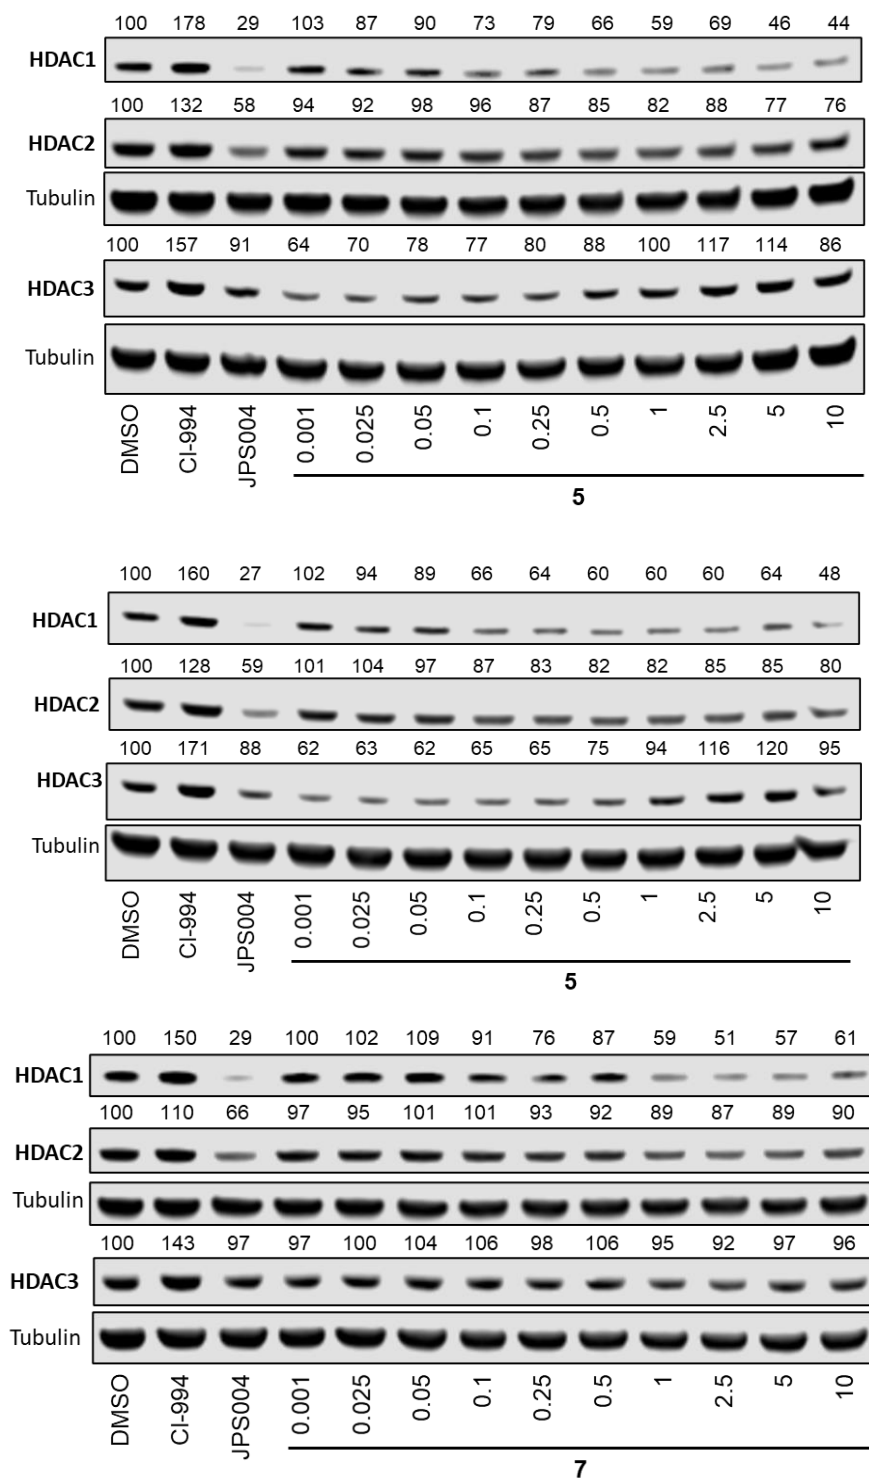 100 178 29 103 87 90 73 79 66 59 69 46 44
HDAC1
100 132 58 94 92 98 96 87 85 82 88 77 76
HDAC2
Tubulin
100 157 91 64 70 78 77 80 88 100 117 114 86
HDAC3
Tubulin
DMSO CI-994 JPS004 0.001 0.025 0.05 0.1 0.25 0.5 1 2.5 5 10
5
100 160 27 102 94 89 66 64 60 60 60 64 48
HDAC1
100 128 59 101 104 97 87 83 82 82 85 85 80
HDAC2
100 171 88 62 63 62 65 65 75 94 116 120 95
HDAC3
Tubulin
DMSO CI-994 JPS004 0.001 0.025 0.05 0.1 0.25 0.5 1 2.5 5 10
5
100 150 29 100 102 109 91 76 87 59 51 57 61
HDAC1
100 110 66 97 95 101 101 93 92 89 87 89 90
HDAC2
Tubulin
100 143 97 97 100 104 106 98 106 95 92 97 96
HDAC3
Tubulin
DMSO CI-994 JPS004 0.001 0.025 0.05 0.1 0.25 0.5 1 2.5 5 10
7